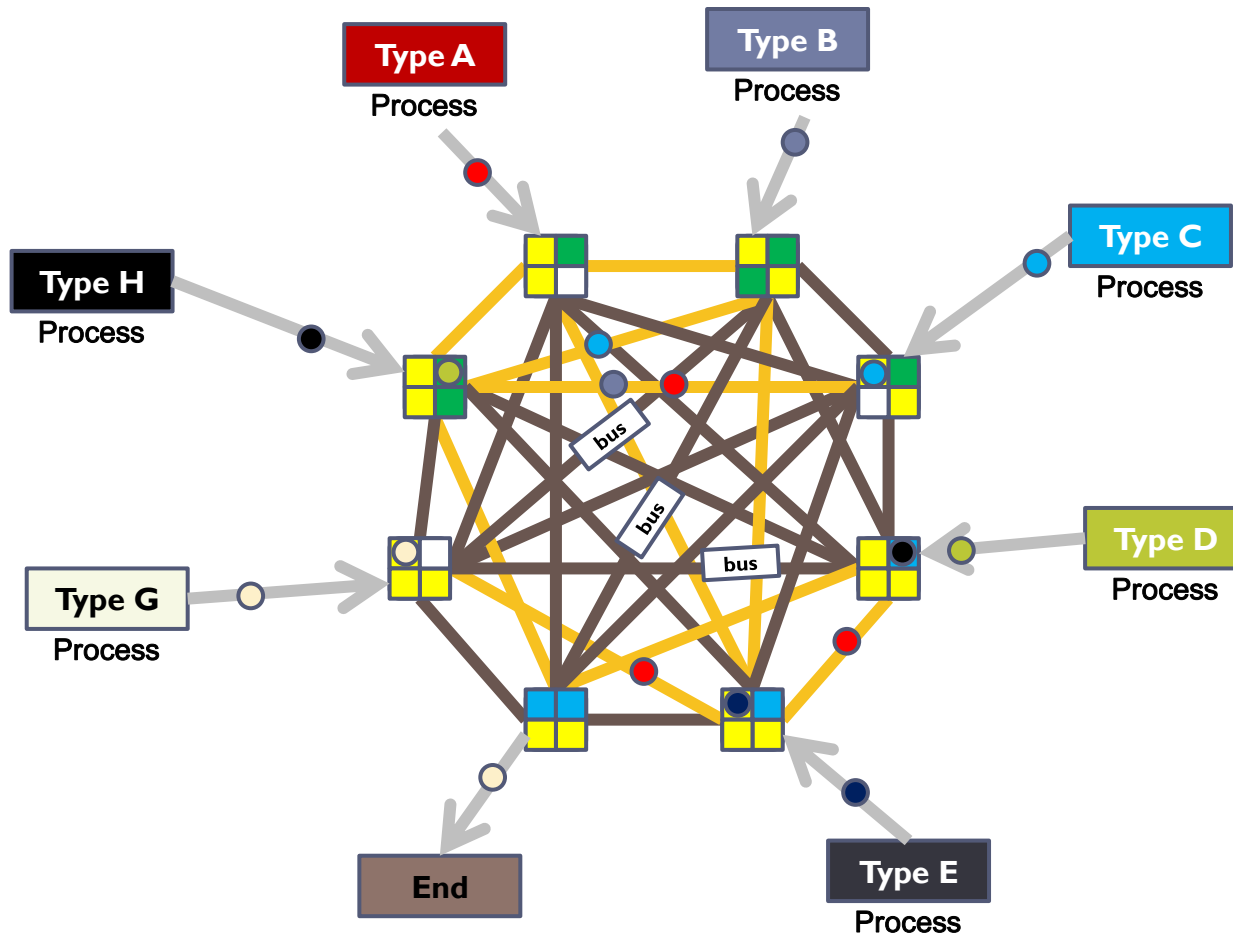 Type A
Process
Type B
Process
Type C
Process
Type H
Process
bus
bus
bus
Type D
Process
Type G
Process
End
Type E
Process